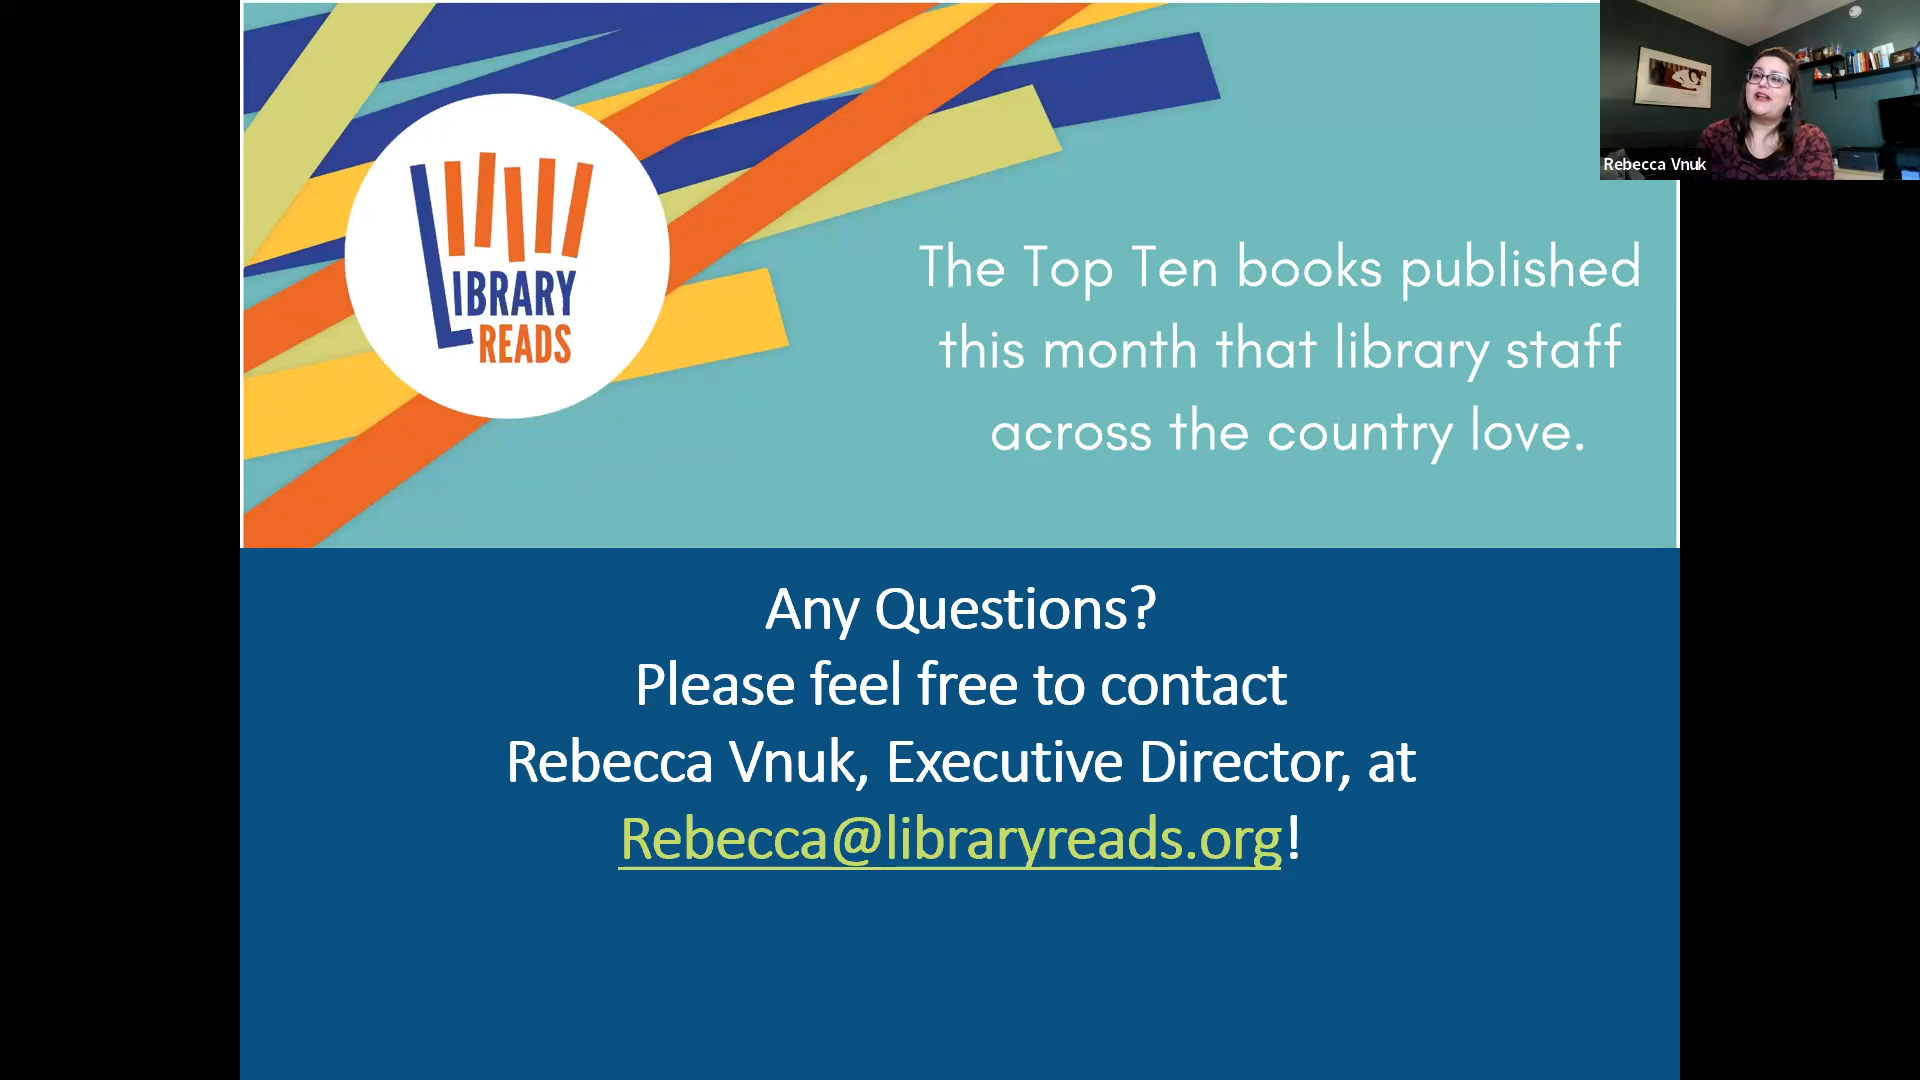 LIBRARY
READS
The Top Ten books published
this month that library staff
across the country love.
Rebecca Vnuk
Any Questions?
Please feel free to contact
Rebecca Vnuk, Executive Director, at
Rebecca@libraryreads.org!